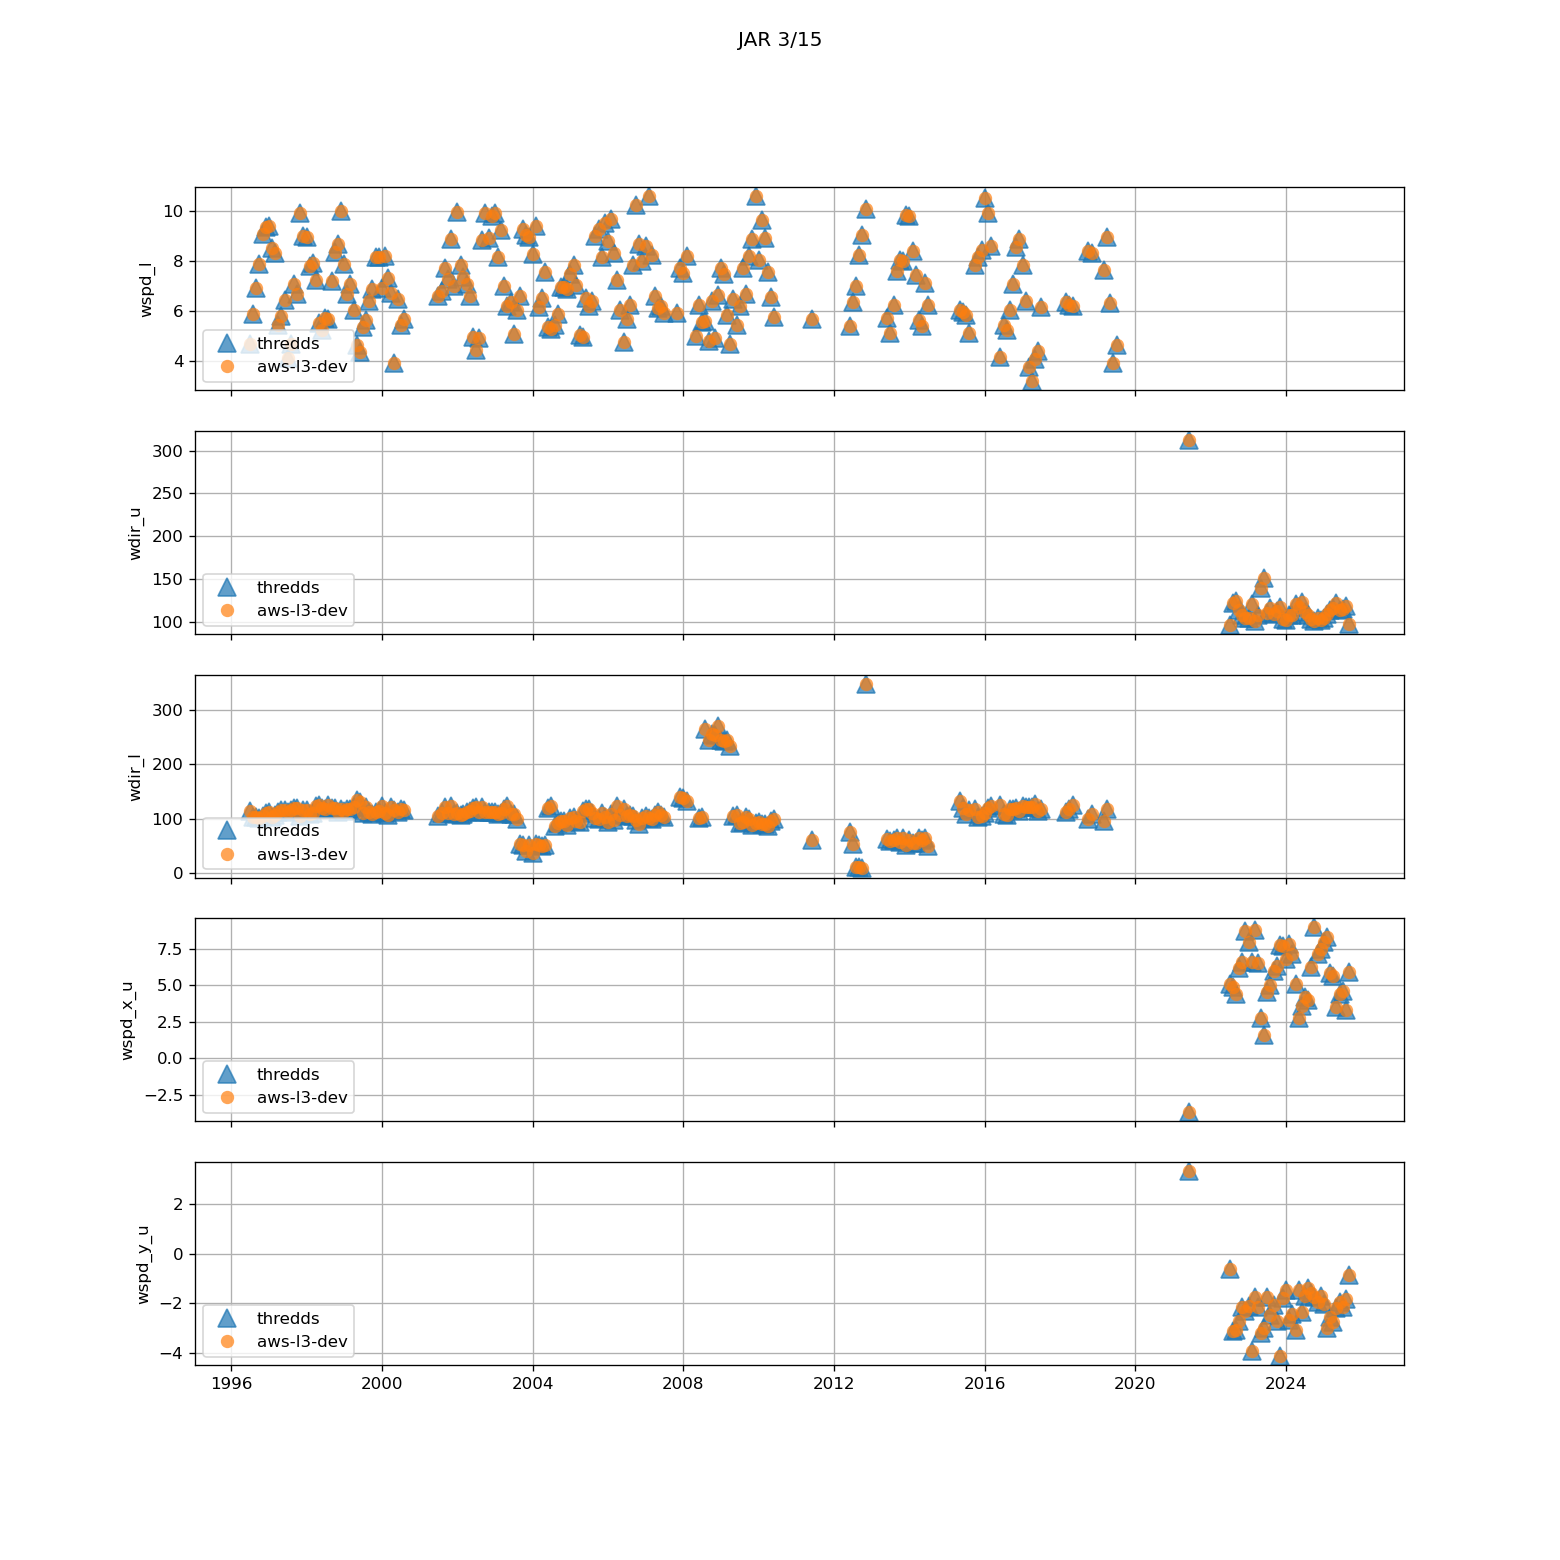 JAR 3/15
wspd_l
10
8
6
4
thredds
aws-l3-dev
wdir_u
300
250
200
150
100
thredds
aws-l3-dev
wdir_l
300
200
100
0
thredds
aws-l3-dev
wspd_x_u
7.5
5.0
2.5
0.0
−2.5
thredds
aws-l3-dev
wspd_y_u
2
0
−2
−4
thredds
aws-l3-dev
1996 2000 2004 2008 2012 2016 2020 2024